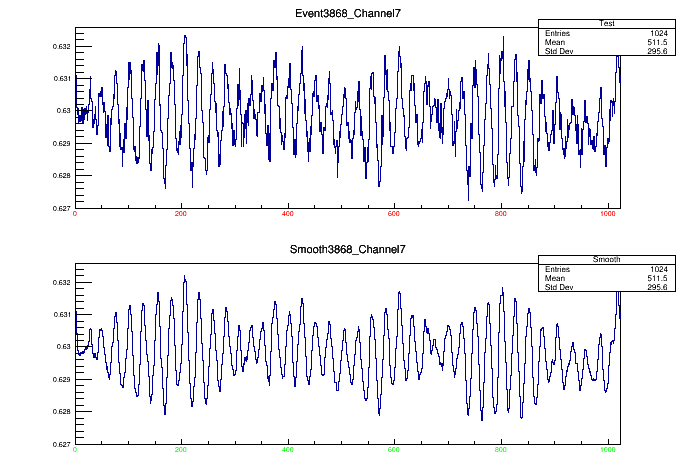 Event3868_Channel7
Test
Entries 1024
Mean 511.5
Std Dev 295.6
0.632
0.631
0.63
0.629
0.628
0.627
0 200 400 600 800 1000
Smooth3868_Channel7
Smooth
Entries 1024
Mean 511.5
Std Dev 295.6
0.632
0.631
0.63
0.629
0.628
0.627
0 200 400 600 800 1000